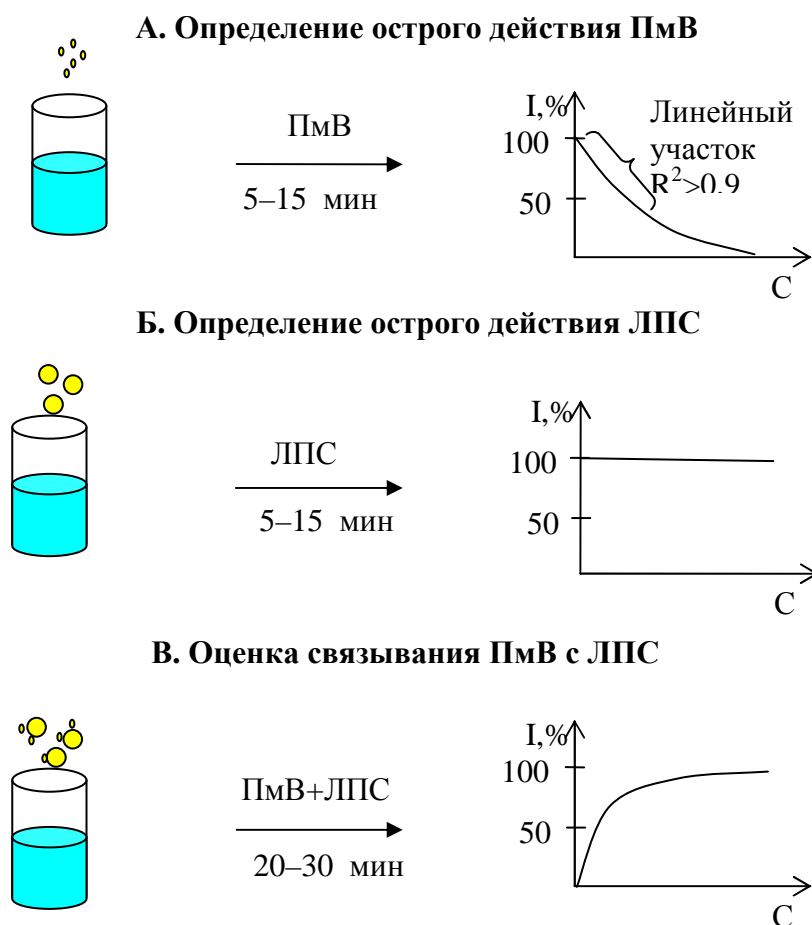 А. Определение острого действия ПмВ
I,%
100
50
Линейный
участок
R²>0.9
ПмВ
5–15 мин
С
Б. Определение острого действия ЛПС
I,%
100
50
ЛПС
5–15 мин
С
В. Оценка связывания ПмВ с ЛПС
I,%
100
50
ПмВ+ЛПС
20–30 мин
С